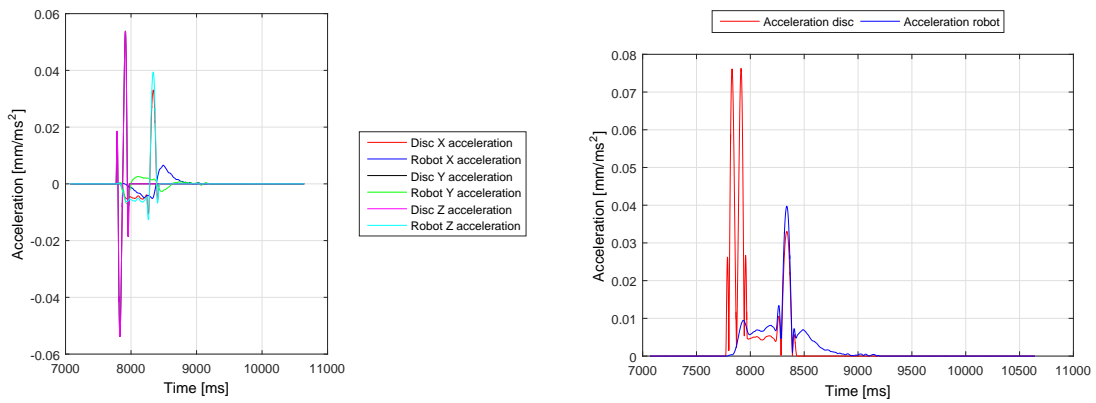 0.06
0.04
0.02
0
-0.02
-0.04
-0.06
Acceleration [mm/ms²]
7000 8000 9000 10000 11000
Time [ms]
Disc X acceleration
Robot X acceleration
Disc Y acceleration
Robot Y acceleration
Disc Z acceleration
Robot Z acceleration
Acceleration disc Acceleration robot
0.08
0.07
0.06
0.05
0.04
0.03
0.02
0.01
0
Acceleration [mm/ms²]
7000 7500 8000 8500 9000 9500 10000 10500 11000
Time [ms]